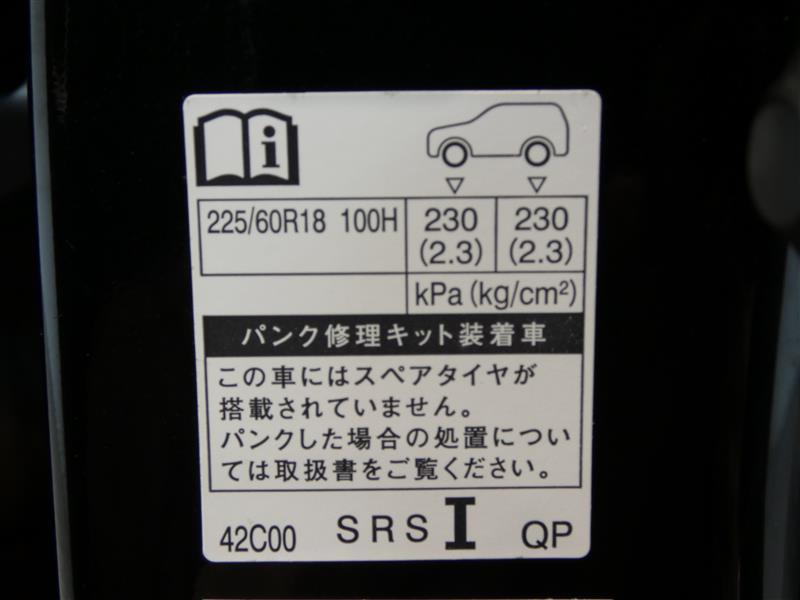 i
225/60R18 100H 230 (2.3) 230 (2.3)
kPa (kg/cm²)
パンク修理キット装着車
この車にはスペアタイヤが
搭載されていません。
パンクした場合の処置につい
ては取扱書をご覧ください。
42C00 SRS I QP